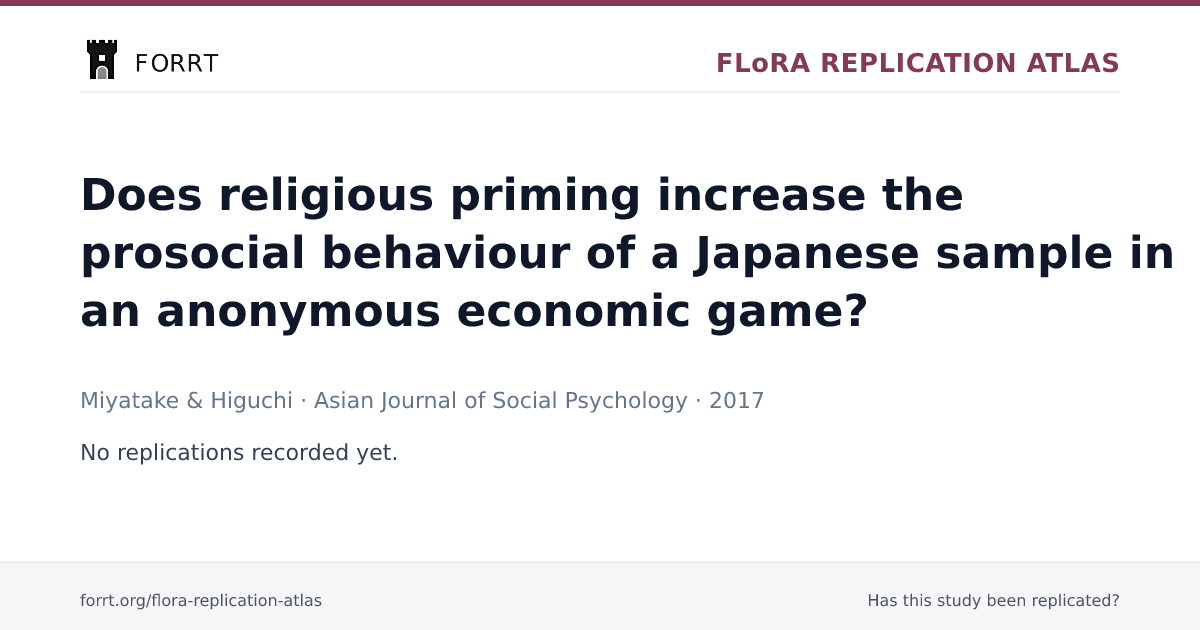 FORRT
FLoRA REPLICATION ATLAS
Does religious priming increase the
prosocial behaviour of a Japanese sample in
an anonymous economic game?
Miyatake & Higuchi · Asian Journal of Social Psychology · 2017
No replications recorded yet.
forrt.org/flora-replication-atlas
Has this study been replicated?